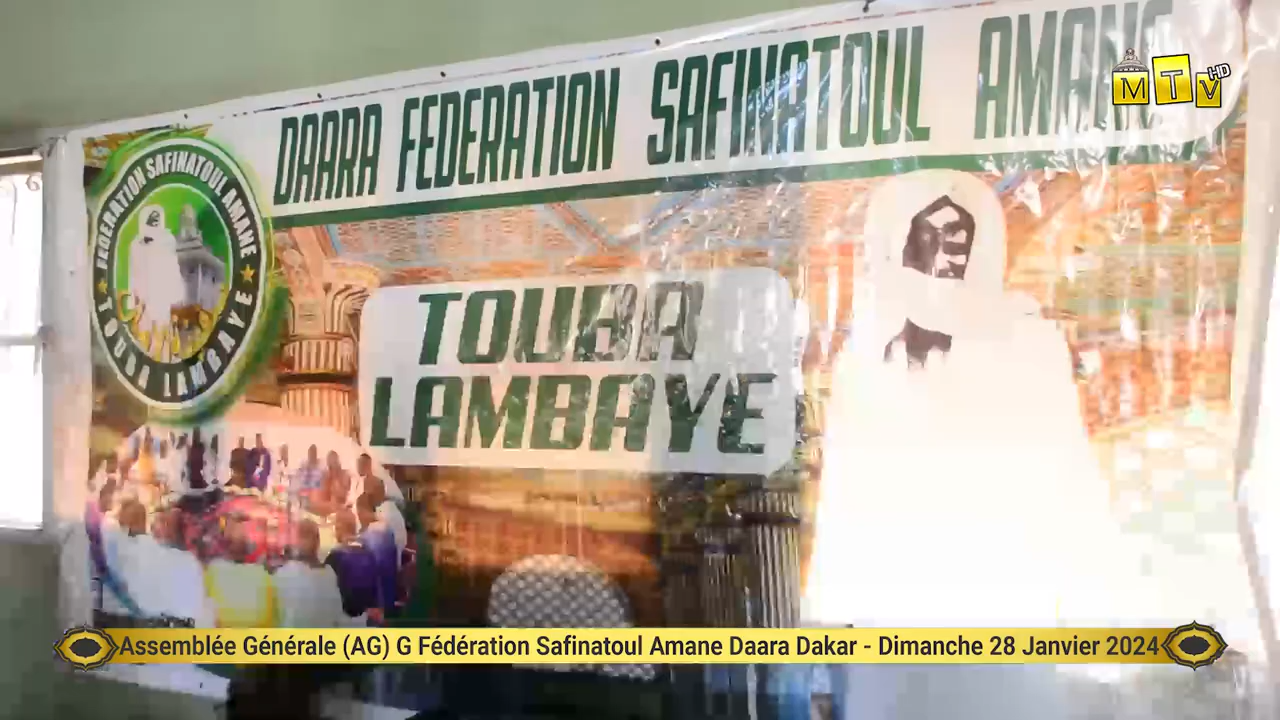 DAARA FEDERATION SAFINATOUL AMANE
MTV HD
FEDERATION SAFINATOUL AMANE
TOUBA LAMBAYE
TOUBA
LAMBAYE
Assemblée Générale (AG) G Fédération Safinatoul Amane Daara Dakar - Dimanche 28 Janvier 2024